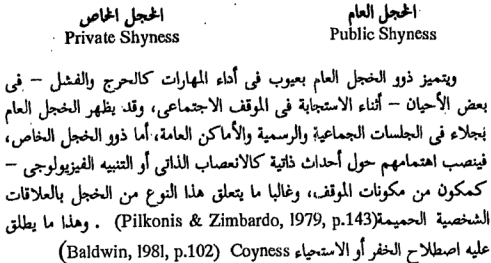 الخجل العام الخجل الخاص
Public Shyness Private Shyness
ويتميز ذوو الخجل العام بعيوب فى أداء المهارات كالحرج والفشل – فى
بعض الأحيان – أثناء الاستجابة فى الموقف الاجتماعى، وقد يظهر الخجل العام
بجلاء فى الجلسات الجماعية والرسمية والأماكن العامة، أما ذوو الخجل الخاص،
فينصب اهتمامهم حول أحداث ذاتية كالانعصاب الذاتى أو التنبيه الفيزيولوجى –
كمكون من مكونات الموقف، وغالبا ما يتعلق هذا النوع من الخجل بالعلاقات
الشخصية الحميمة (Pilkonis & Zimbardo, 1979, p.143) . وهذا ما يطلق
عليه اصطلاح الخفر أو الاستحياء Coyness (Baldwin, 1981, p.102)